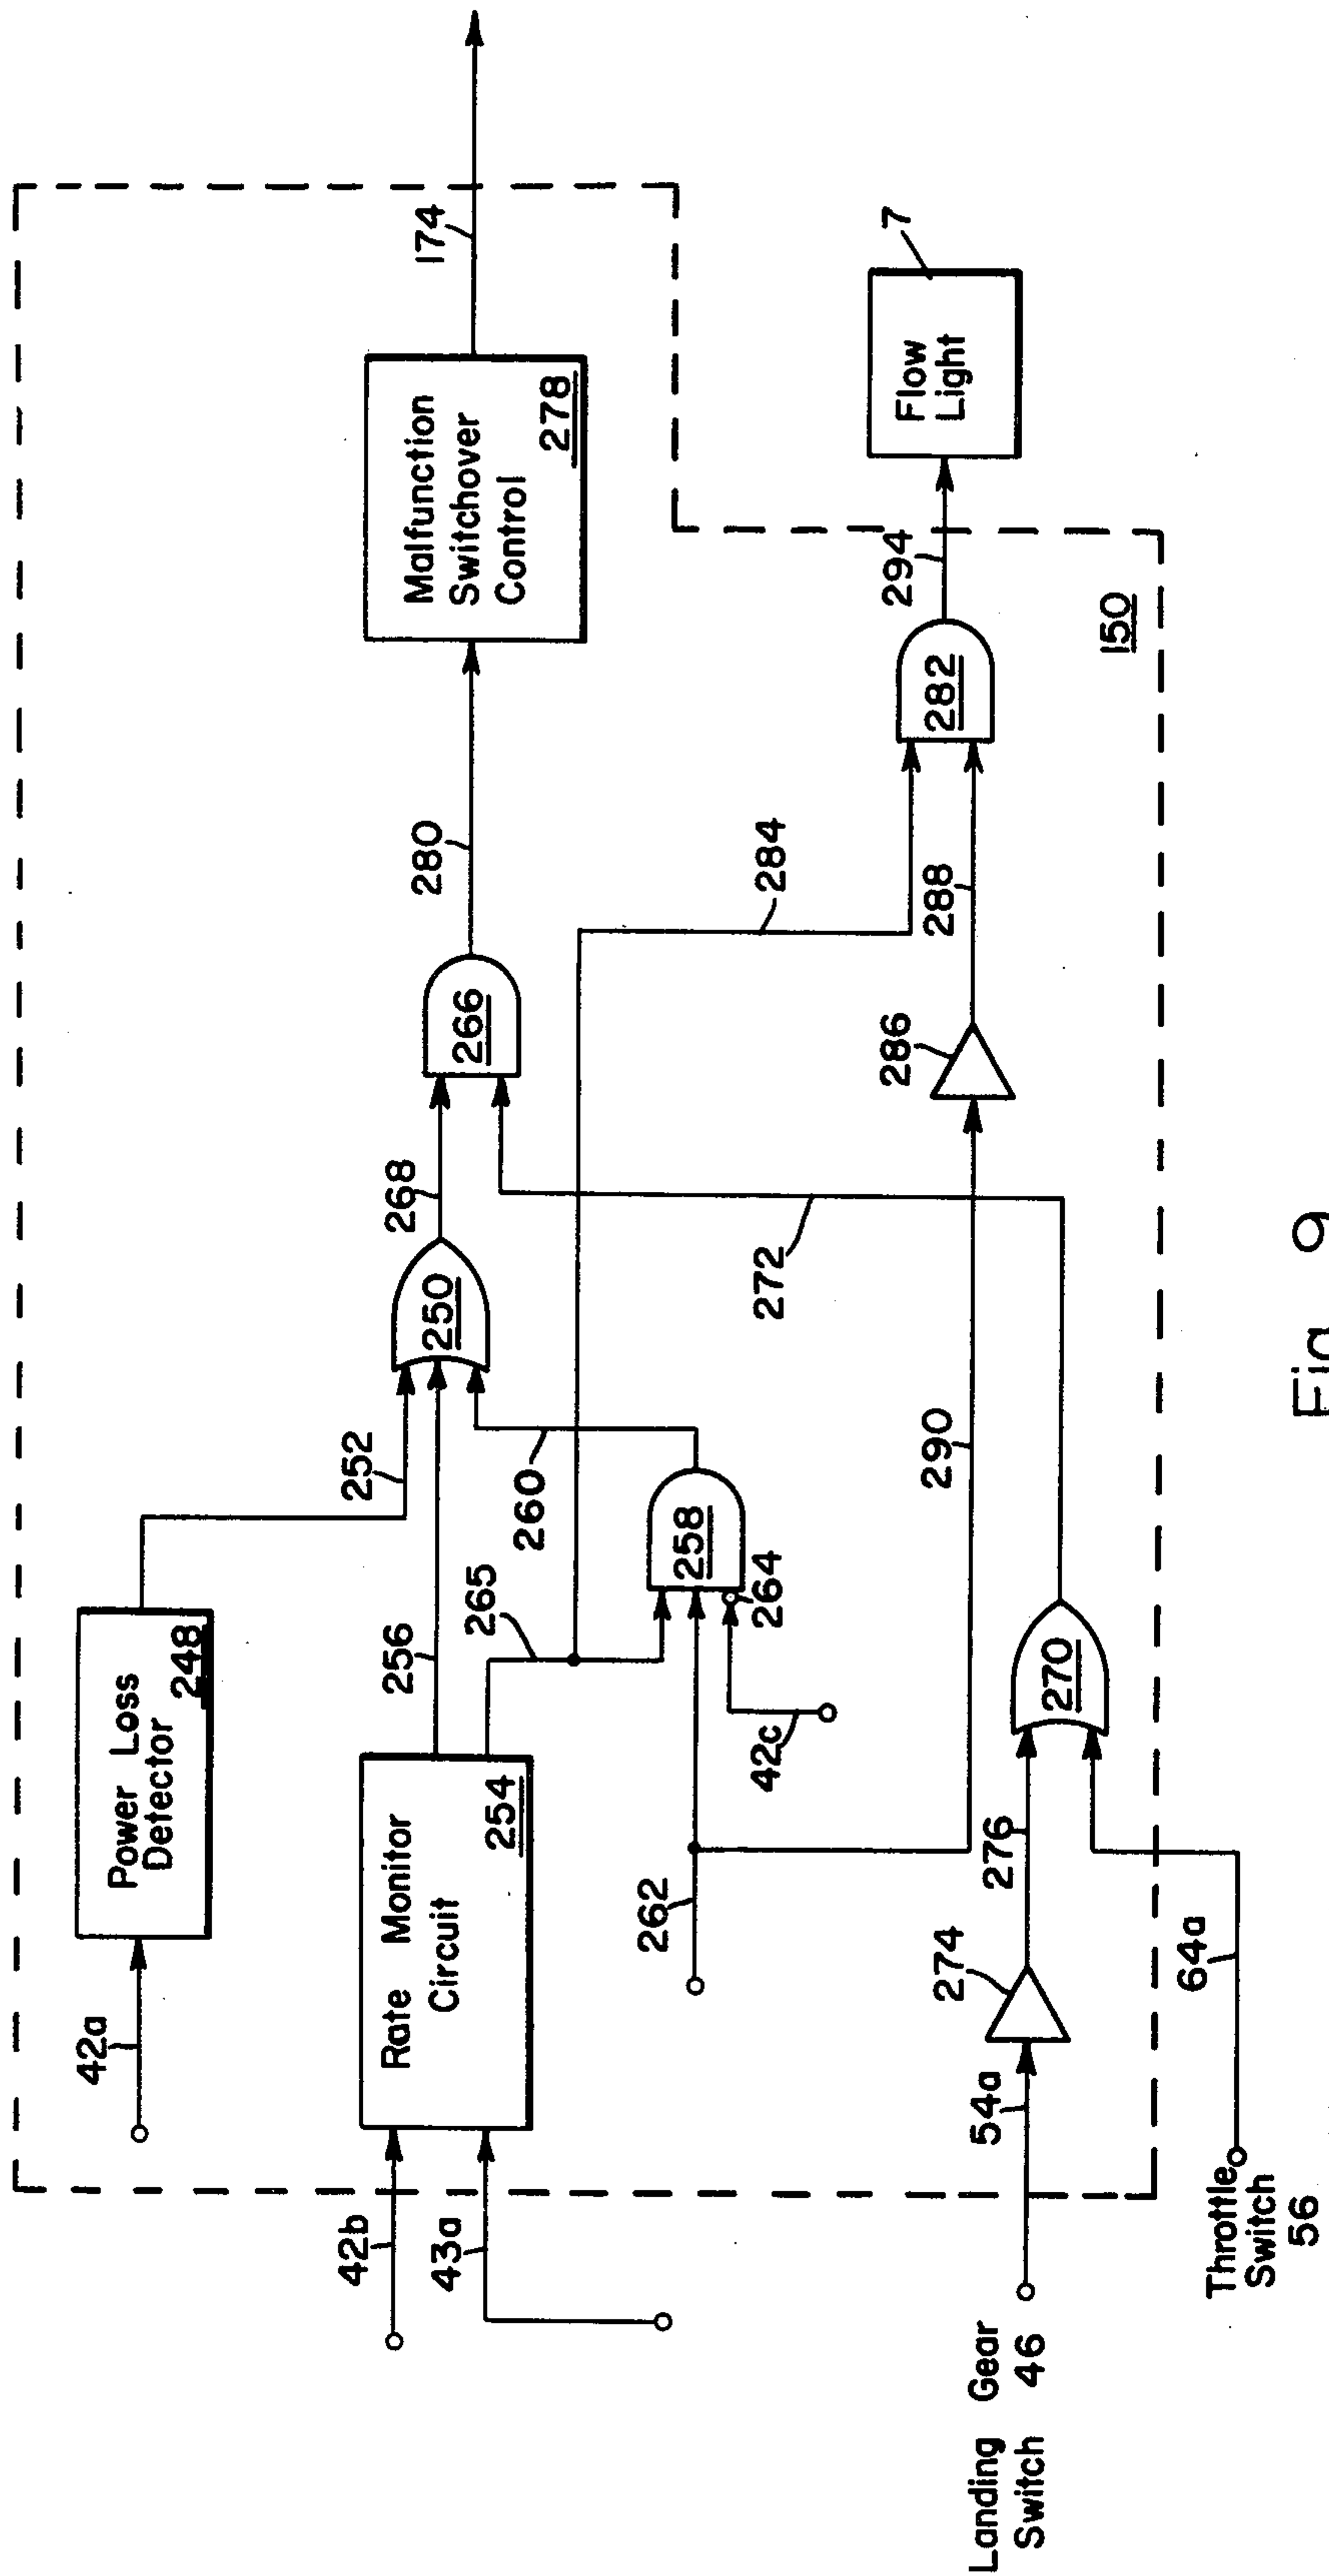 174
42a
Power Loss
Detector
248
252
42b
43a
Rate Monitor
Circuit
254
256
265
250
268
266
280
Malfunction
Switchover
Control
278
260
262
258
264
42c
284
272
290
286
288
282
294
Flow
Light
7
Landing Gear
Switch 46
54a
274
276
270
64a
Throttle
Switch
56
150
Fig. 9